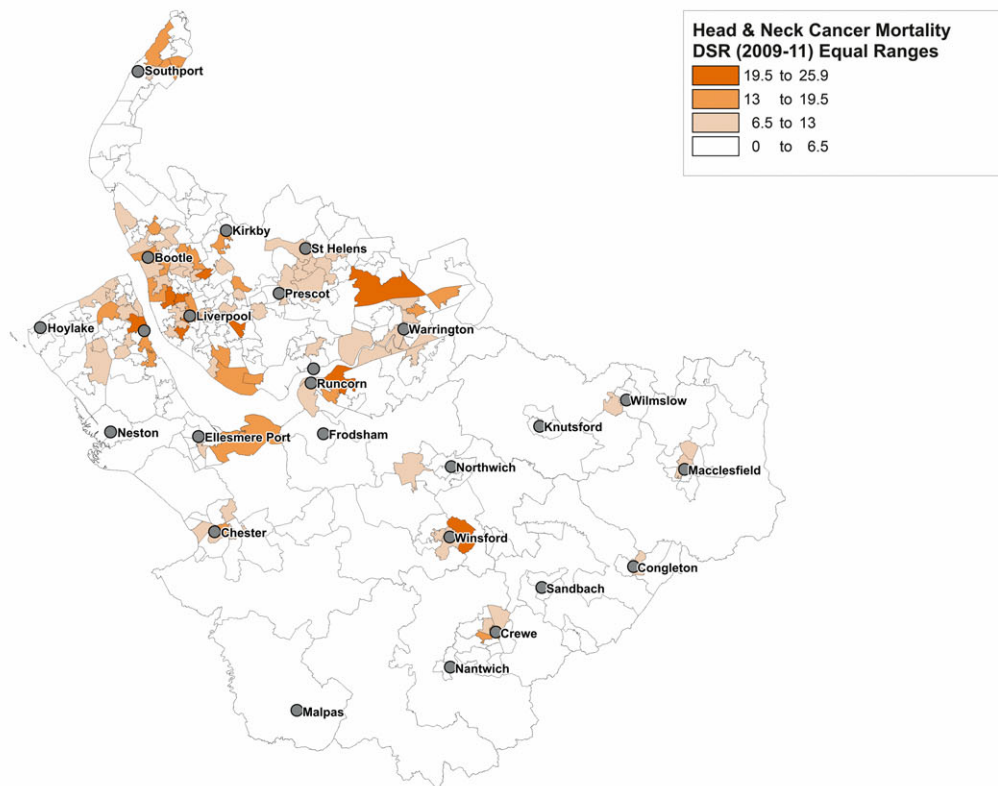 Head & Neck Cancer Mortality
DSR (2009-11) Equal Ranges
19.5 to 25.9
13 to 19.5
6.5 to 13
0 to 6.5
Southport
Kirkby
St Helens
Bootle
Prescot
Liverpool
Hoylake
Warrington
Runcorn
Wilmslow
Knutsford
Neston
Ellesmere Port
Frodsham
Northwich
Macclesfield
Chester
Winsford
Congleton
Sandbach
Crewe
Nantwich
Malpas